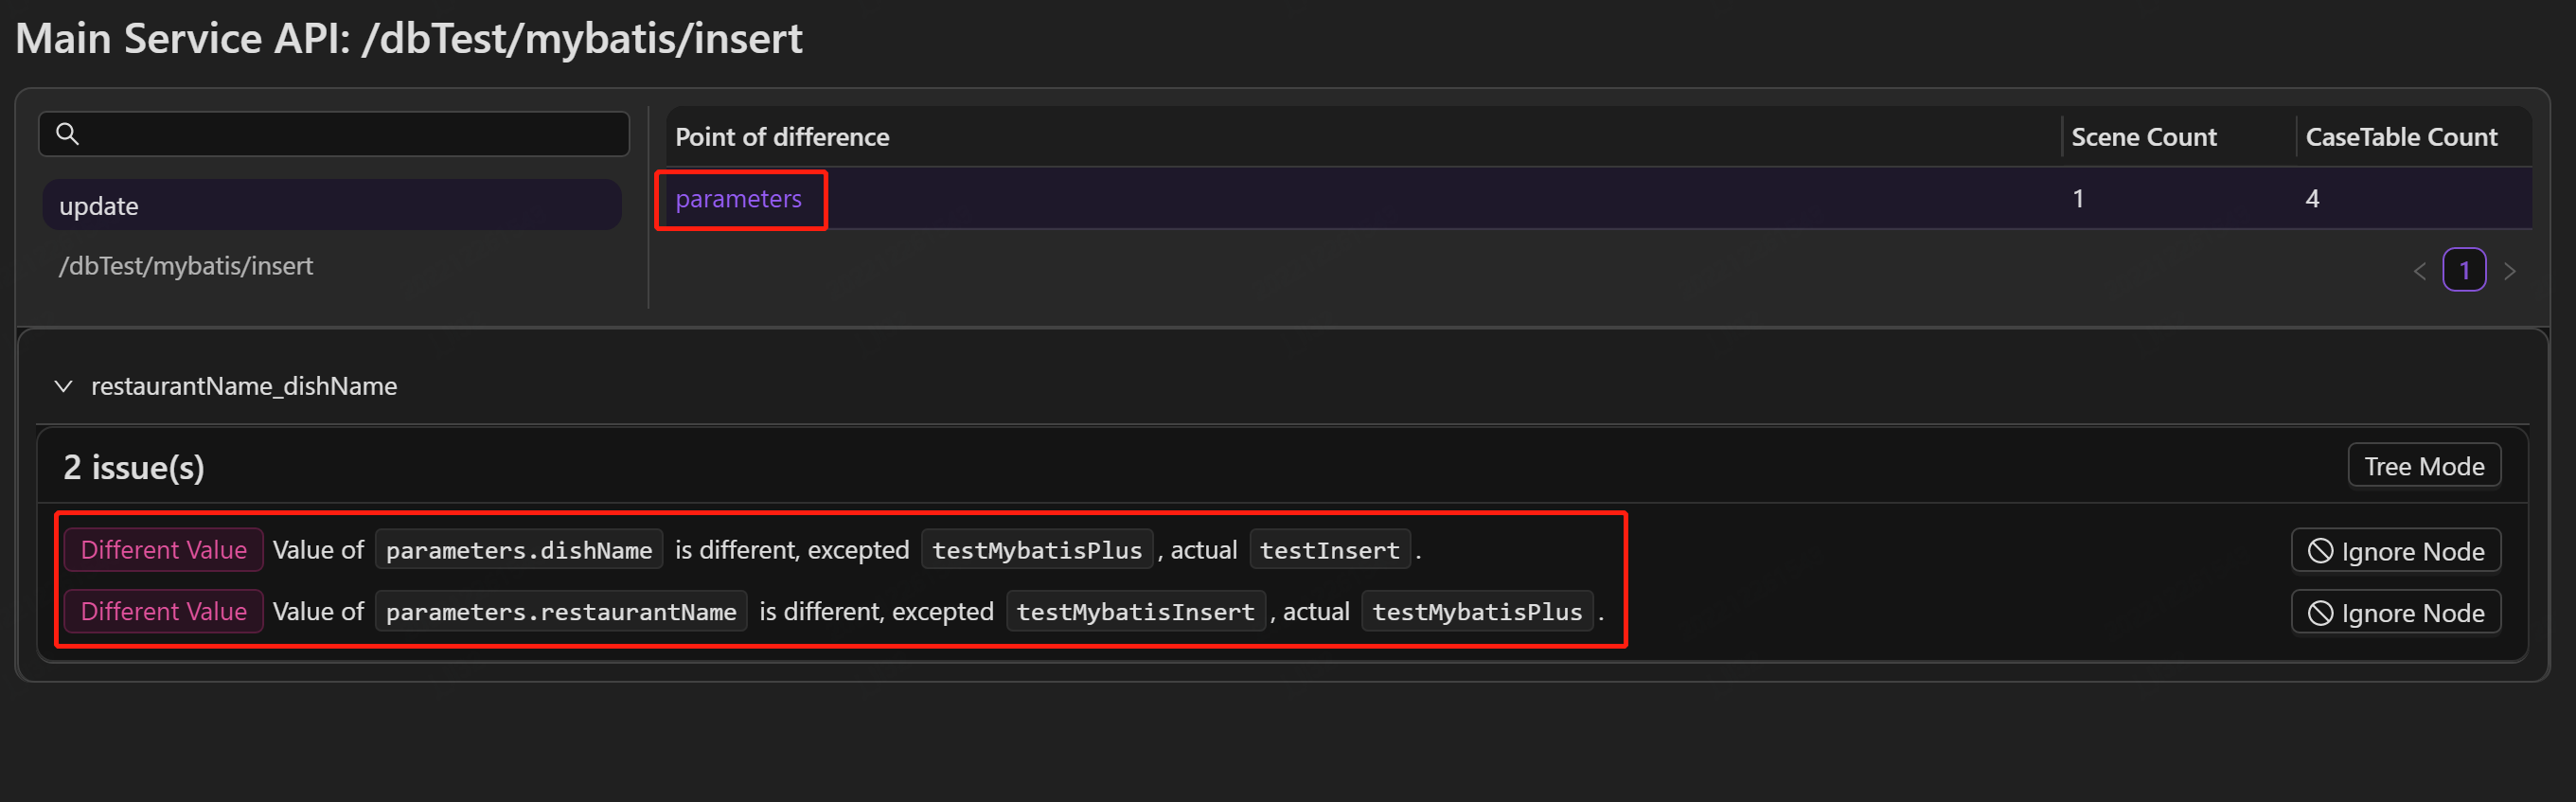 Main Service API: /dbTest/mybatis/insert
update
/dbTest/mybatis/insert
Point of difference Scene Count CaseTable Count
parameters 1 4
< 1 >
restaurantName_dishName
2 issue(s) Tree Mode
Different Value Value of parameters.dishName is different, excepted testMybatisPlus , actual testInsert . Ignore Node
Different Value Value of parameters.restaurantName is different, excepted testMybatisInsert , actual testMybatisPlus . Ignore Node